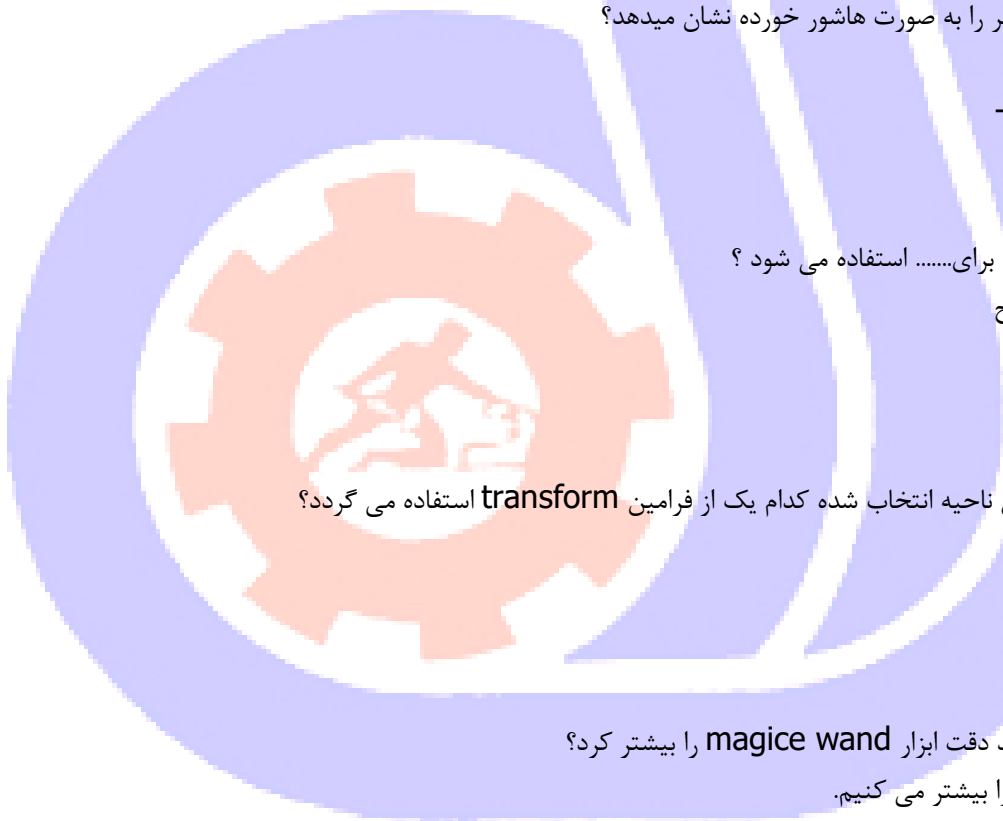 را به صورت هاشور خورده نشان میدهد؟
برای....... استفاده می شود ؟
ناحیه انتخاب شده کدام یک از فرامین transform استفاده می گردد؟
دقت ابزار magice wand را بیشتر کرد؟
بیشتر می کنیم.